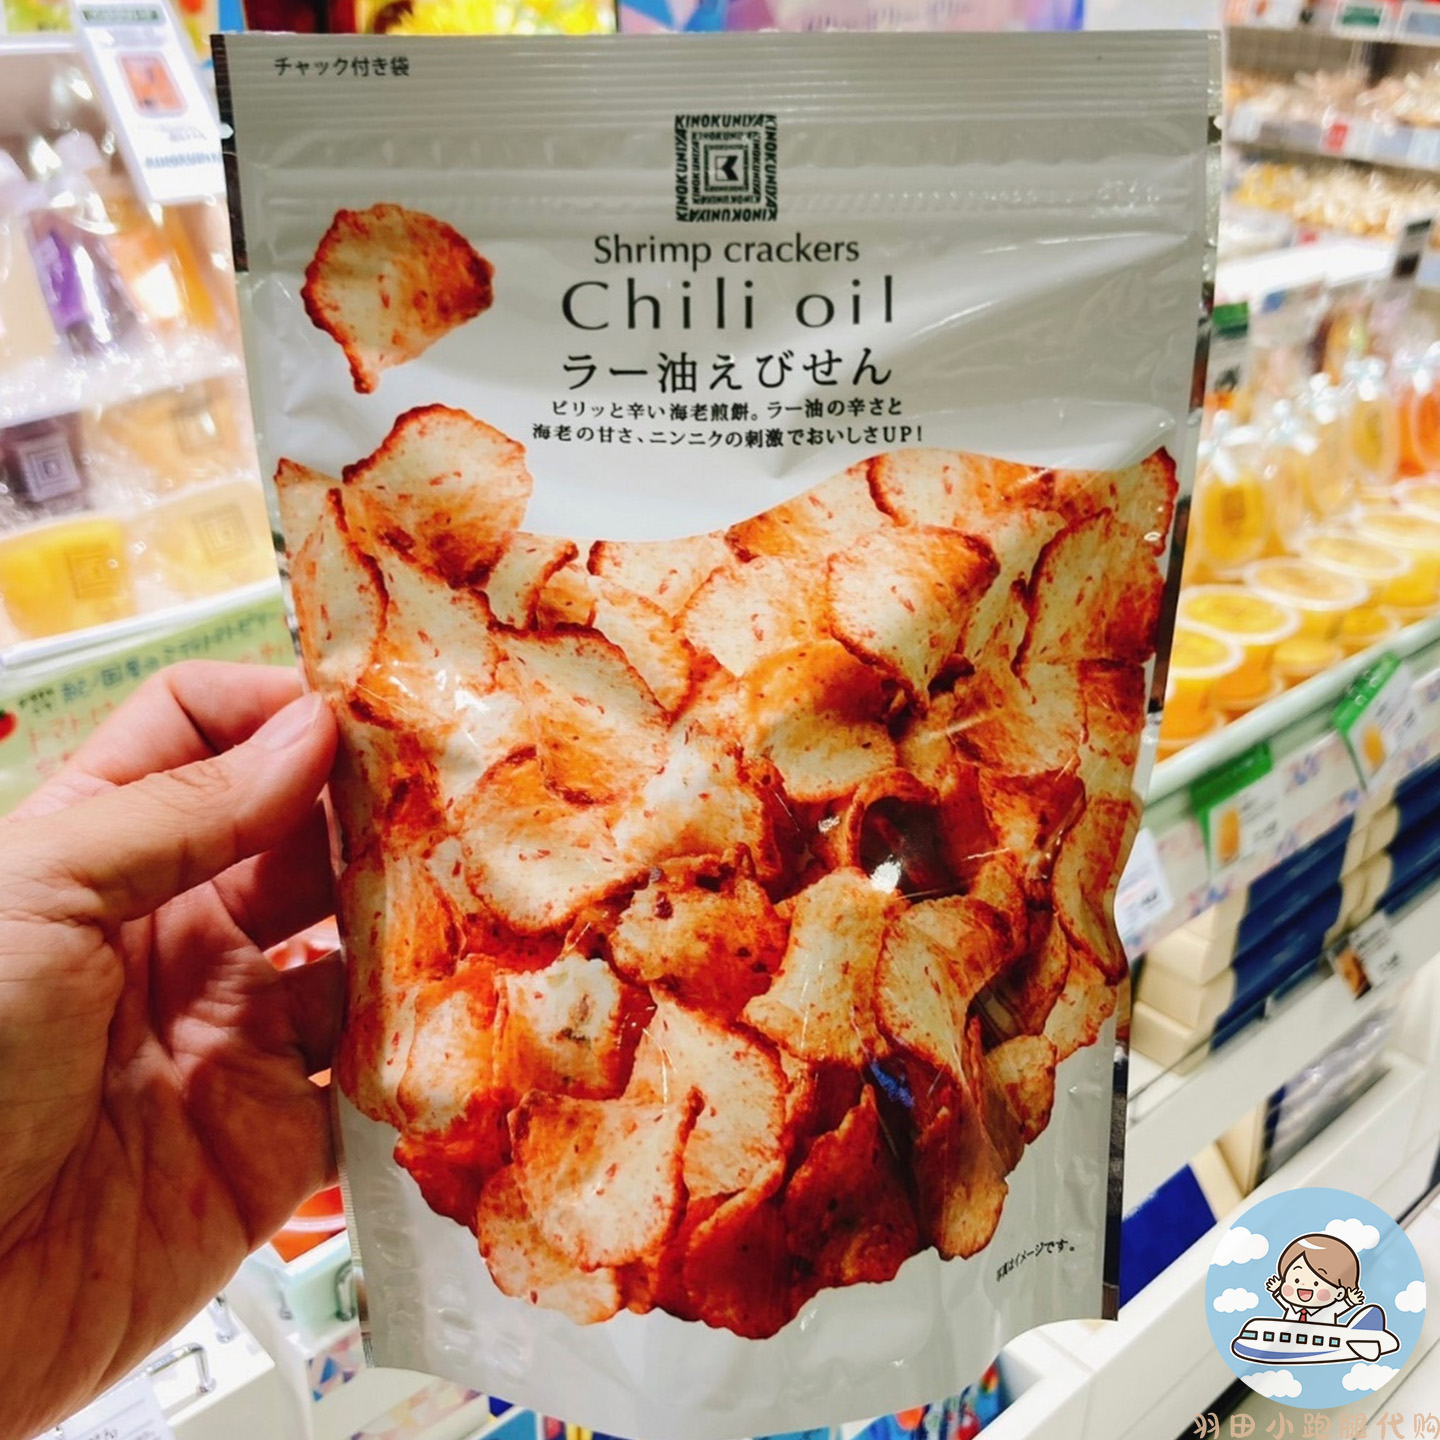 チャック付き袋
KINOKUNIYA
Shrimp crackers
Chili oil
ラー油えびせん
ピリッと辛い海老煎餅。ラー油の辛さと
海老の甘さ、ニンニクの刺激でおいしさUP!
写真はイメージです。
羽田小跑腿代购